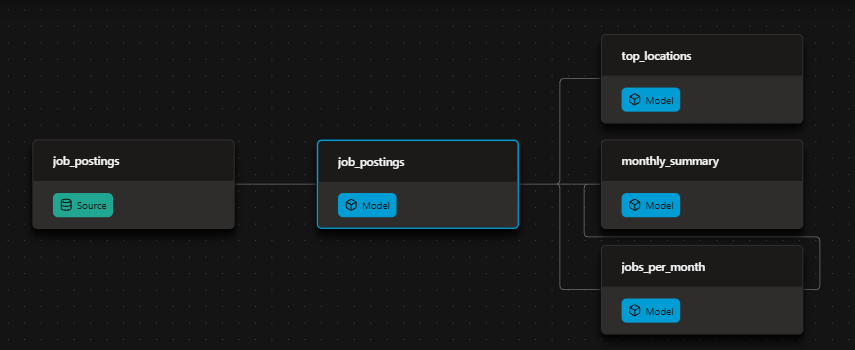 job_postings
Source
job_postings
Model
top_locations
Model
monthly_summary
Model
jobs_per_month
Model